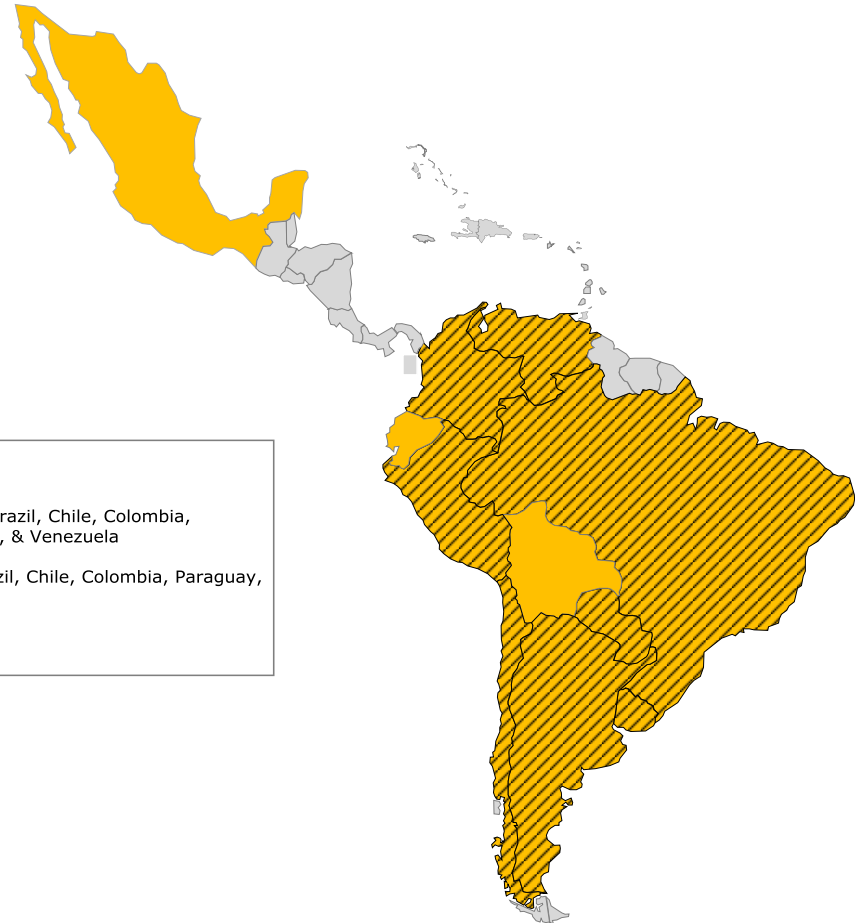 razil, Chile, Colombia,
, & Venezuela
zil, Chile, Colombia, Paraguay,